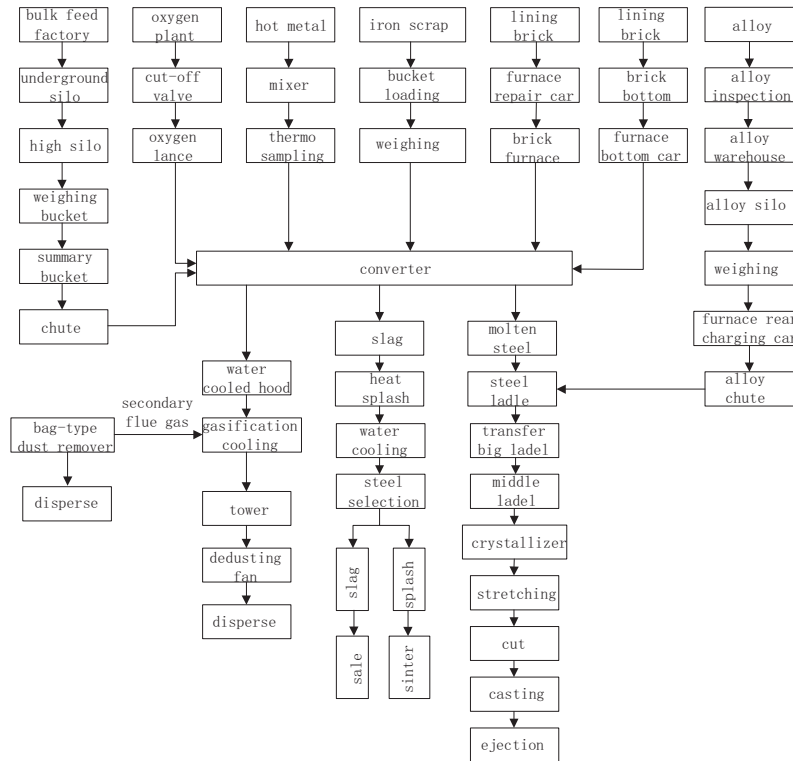 bulk feed
factory
oxygen
plant
hot metal
iron scrap
lining
brick
lining
brick
alloy
underground
silo
cut-off
valve
mixer
bucket
loading
furnace
repair car
brick
bottom
alloy
inspection
high silo
oxygen
lance
thermo
sampling
weighing
brick
furnace
furnace
bottom car
alloy
warehouse
weighing
bucket
alloy silo
summary
bucket
converter
weighing
chute
slag
molten
steel
furnace rear
charging car
water
cooled hood
heat
splash
steel
ladle
alloy
chute
secondary
flue gas
bag-type
dust remover
gasification
cooling
water
cooling
transfer
big ladel
disperse
tower
steel
selection
middle
ladel
crystallizer
dedusting
fan
slag
splash
stretching
disperse
cut
sale
sinter
casting
ejection